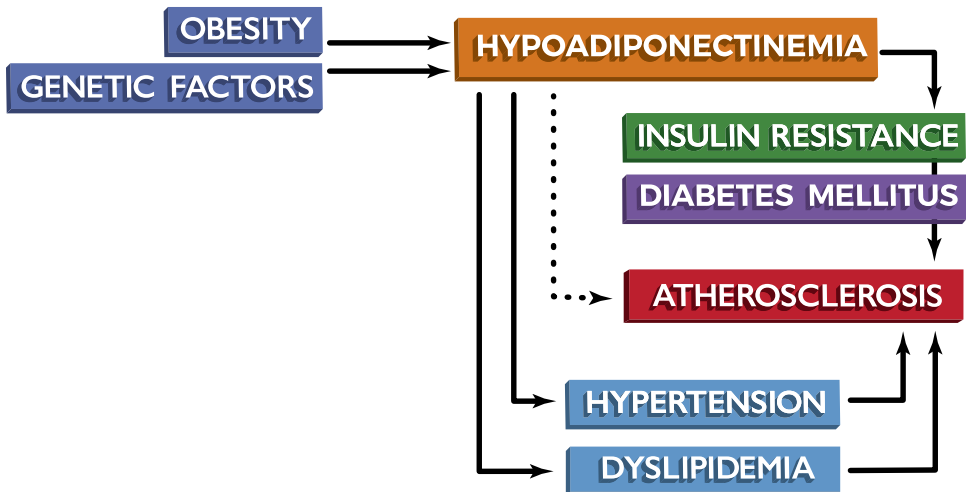 OBESITY
GENETIC FACTORS
HYPOADIPONECTINEMIA
INSULIN RESISTANCE
DIABETES MELLITUS
ATHEROSCLEROSIS
HYPERTENSION
DYSLIPIDEMIA